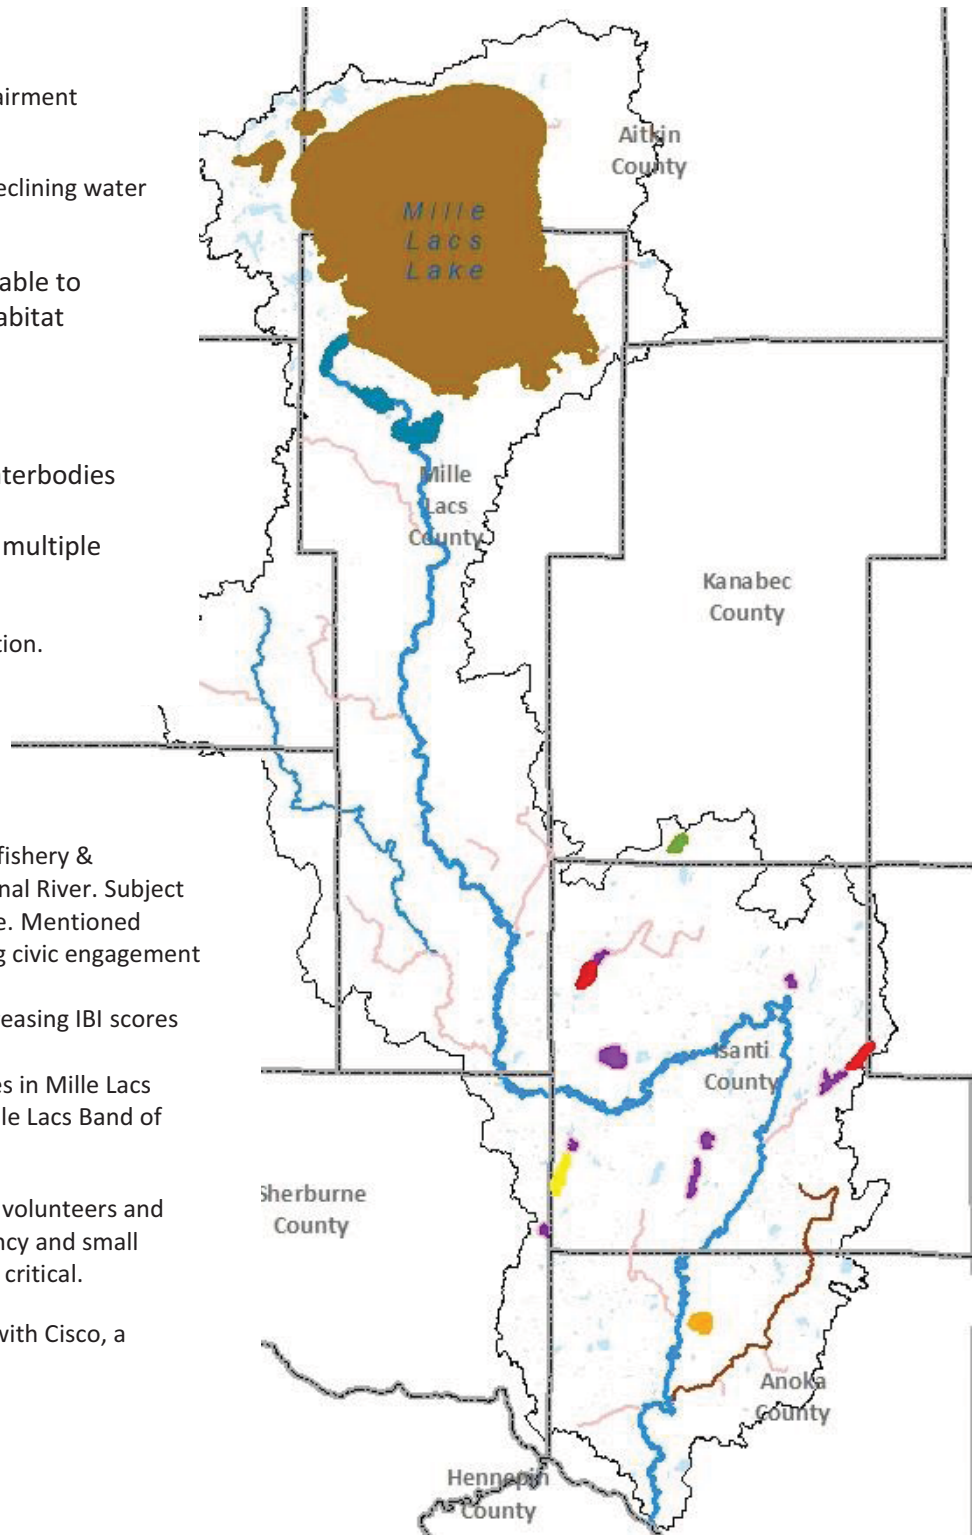 airment
eclining water
able to
abitat
terbodies
multiple
tion.
fishery &
nal River. Subject
e. Mentioned
g civic engagement
reasing IBI scores
es in Mille Lacs
le Lacs Band of
volunteers and
ncy and small
critical.
with Cisco, a
Aitkin
County
Mille
Lacs
Lake
Mille
Lacs
County
Kanabec
County
Isanti
County
Sherburne
County
Anoka
County
Hennepin
County